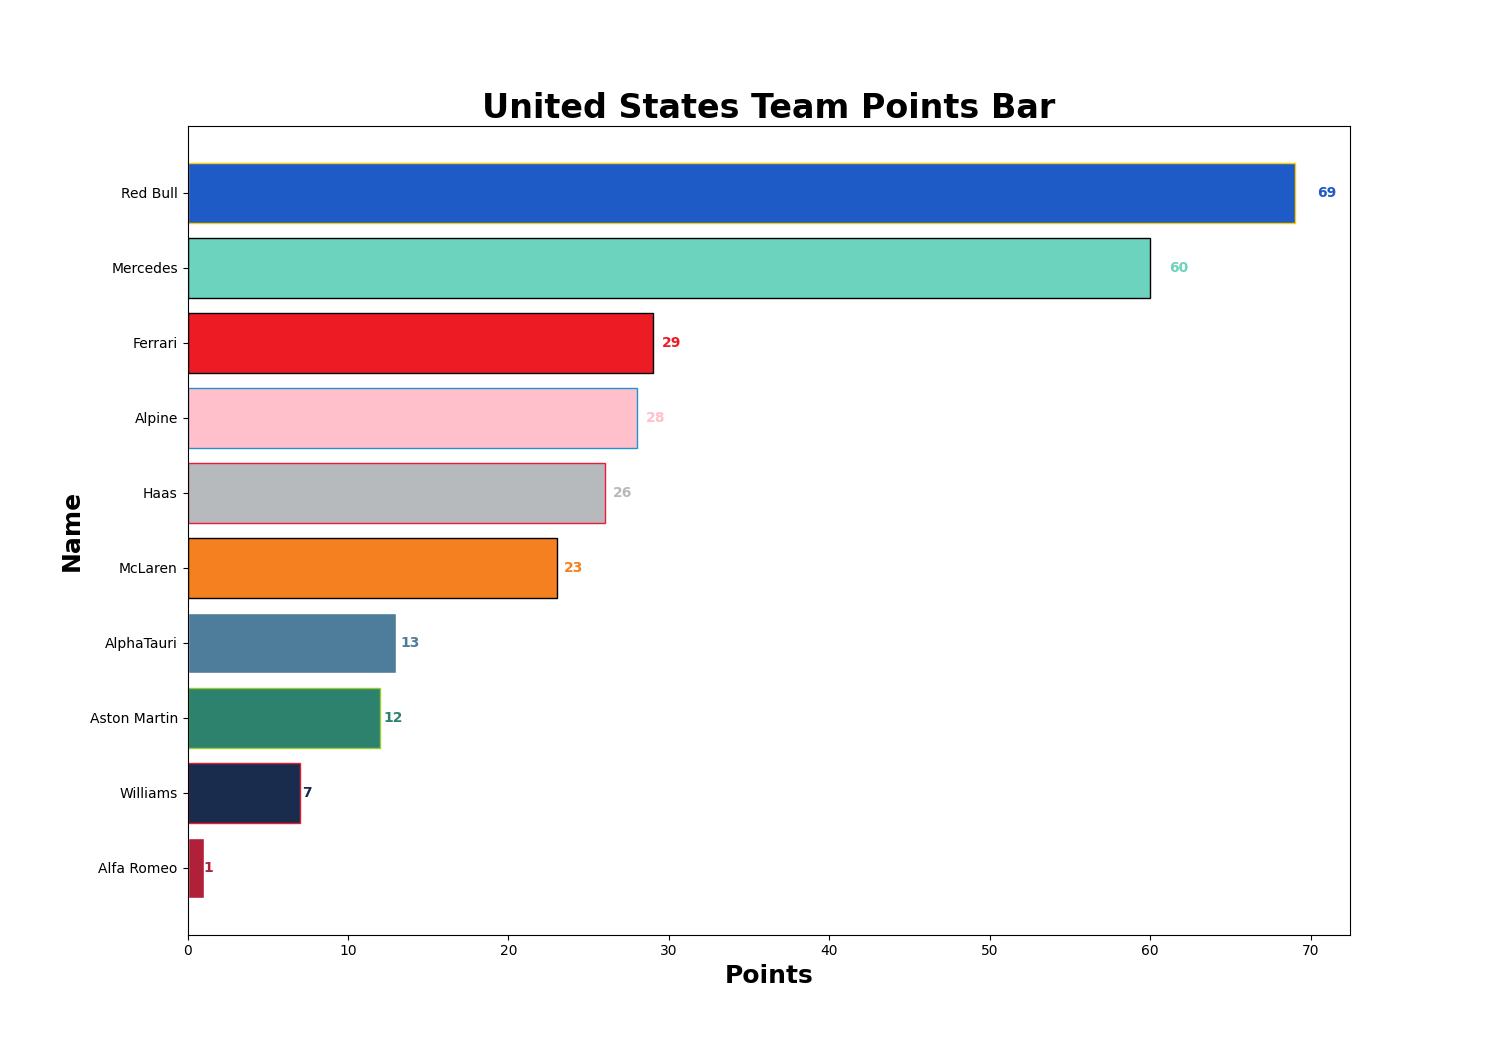 United States Team Points Bar
Red Bull 69
Mercedes 60
Ferrari 29
Alpine 28
Haas 26
McLaren 23
AlphaTauri 13
Aston Martin 12
Williams 7
Alfa Romeo 1
Name
0 10 20 30 40 50 60 70
Points